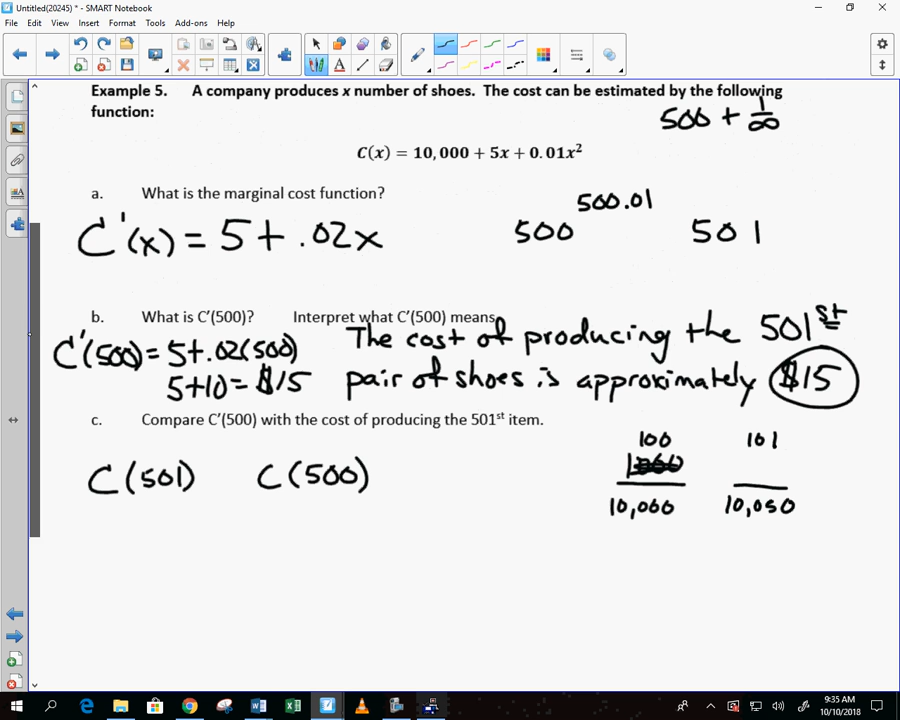 Untitled(20245) * - SMART Notebook
File Edit View Insert Format Tools Add-ons Help
Example 5. A company produces x number of shoes. The cost can be estimated by the following
function:
500 + 1/∞
C(x) = 10,000 + 5x + 0.01x²
a. What is the marginal cost function?
500.01
C'(x) = 5 + .02x 500 501
b. What is C'(500)? Interpret what C'(500) means.
C'(500) = 5+.02(500) The cost of producing the 501st
5+10 = $15 pair of shoes is approximately $15
c. Compare C'(500) with the cost of producing the 501st item.
100 101
C(501) C(500)
10,000 10,050
9:35 AM
10/10/2018